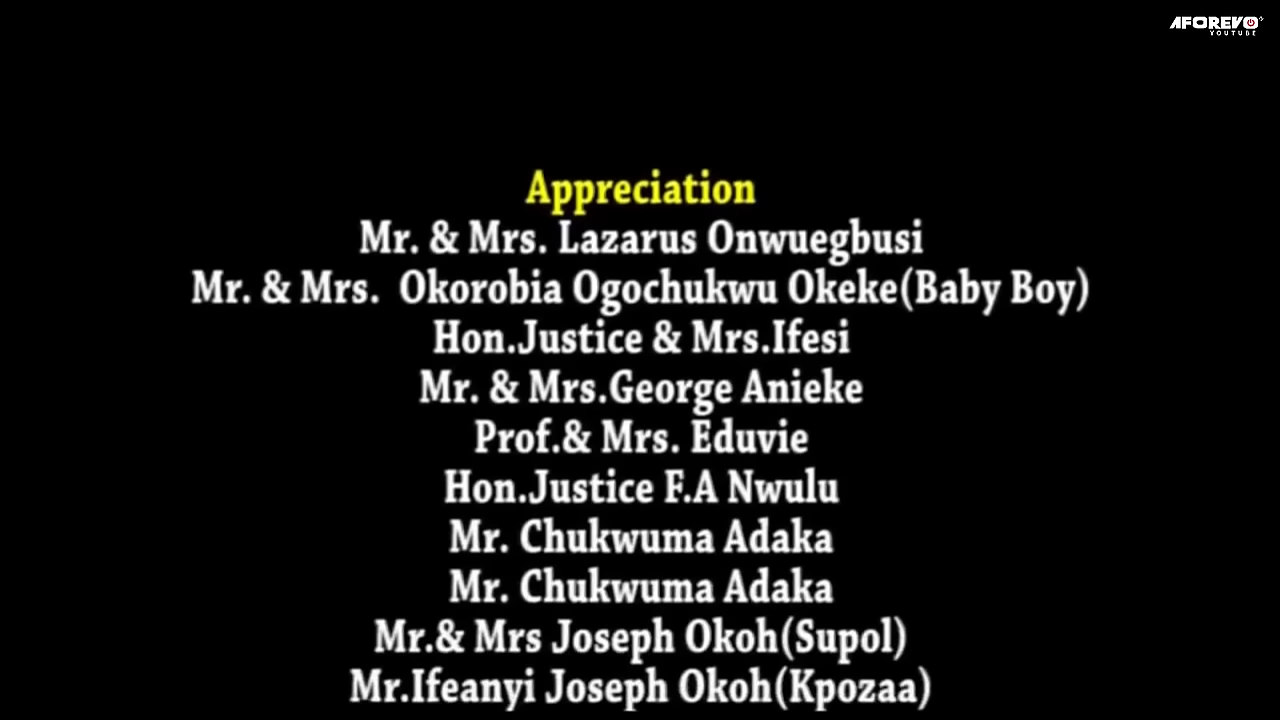 AFOREVO
YOUTUBE
Appreciation
Mr. & Mrs. Lazarus Onwuegbusi
Mr. & Mrs.  Okorobia Ogochukwu Okeke(Baby Boy)
Hon.Justice & Mrs.Ifesi
Mr. & Mrs.George Anieke
Prof.& Mrs. Eduvie
Hon.Justice F.A Nwulu
Mr. Chukwuma Adaka
Mr. Chukwuma Adaka
Mr.& Mrs Joseph Okoh(Supol)
Mr.Ifeanyi Joseph Okoh(Kpozaa)